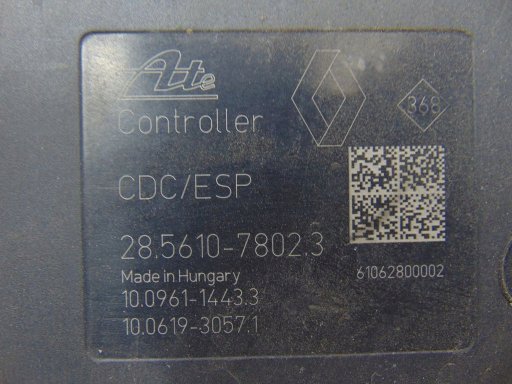 Ate
368
Controller
CDC/ESP
28.5610-7802.3
Made in Hungary
61062800002
10.0961-1443.3
10.0619-3057.1